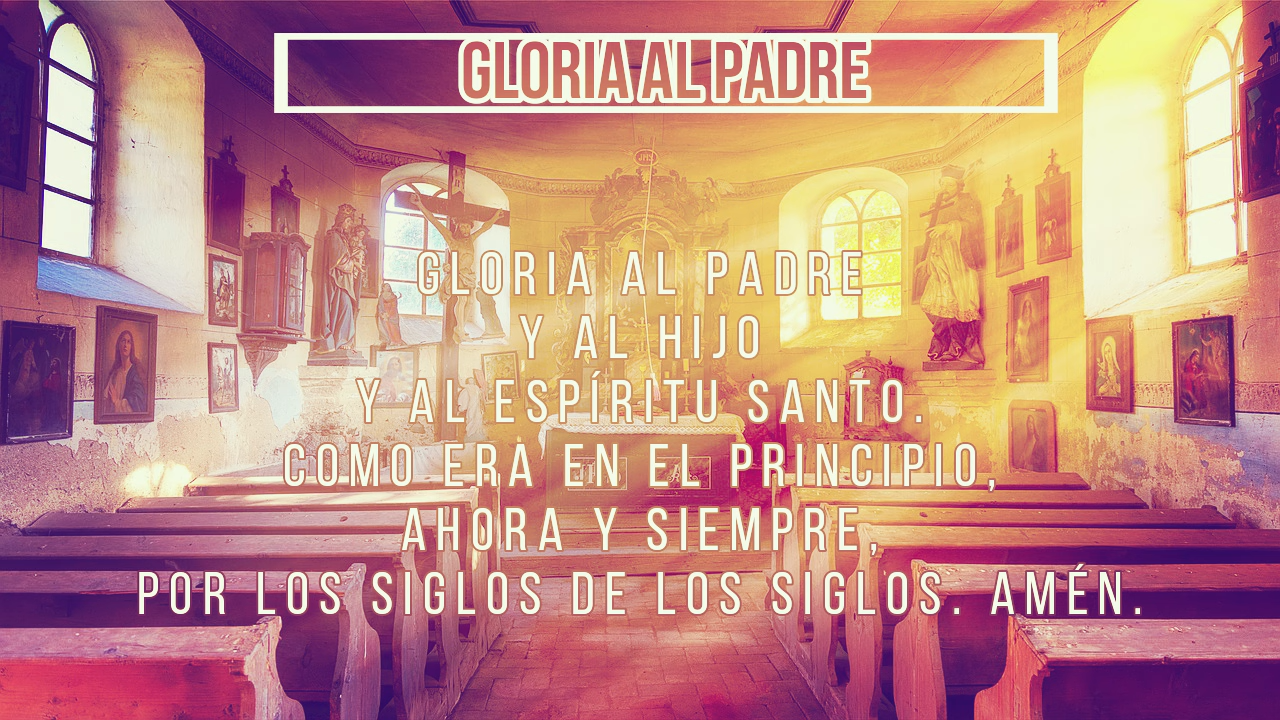 GLORIA AL PADRE
GLORIA AL PADRE
Y AL HIJO
Y AL ESPÍRITU SANTO.
COMO ERA EN EL PRINCIPIO,
AHORA Y SIEMPRE,
POR LOS SIGLOS DE LOS SIGLOS. AMÉN.